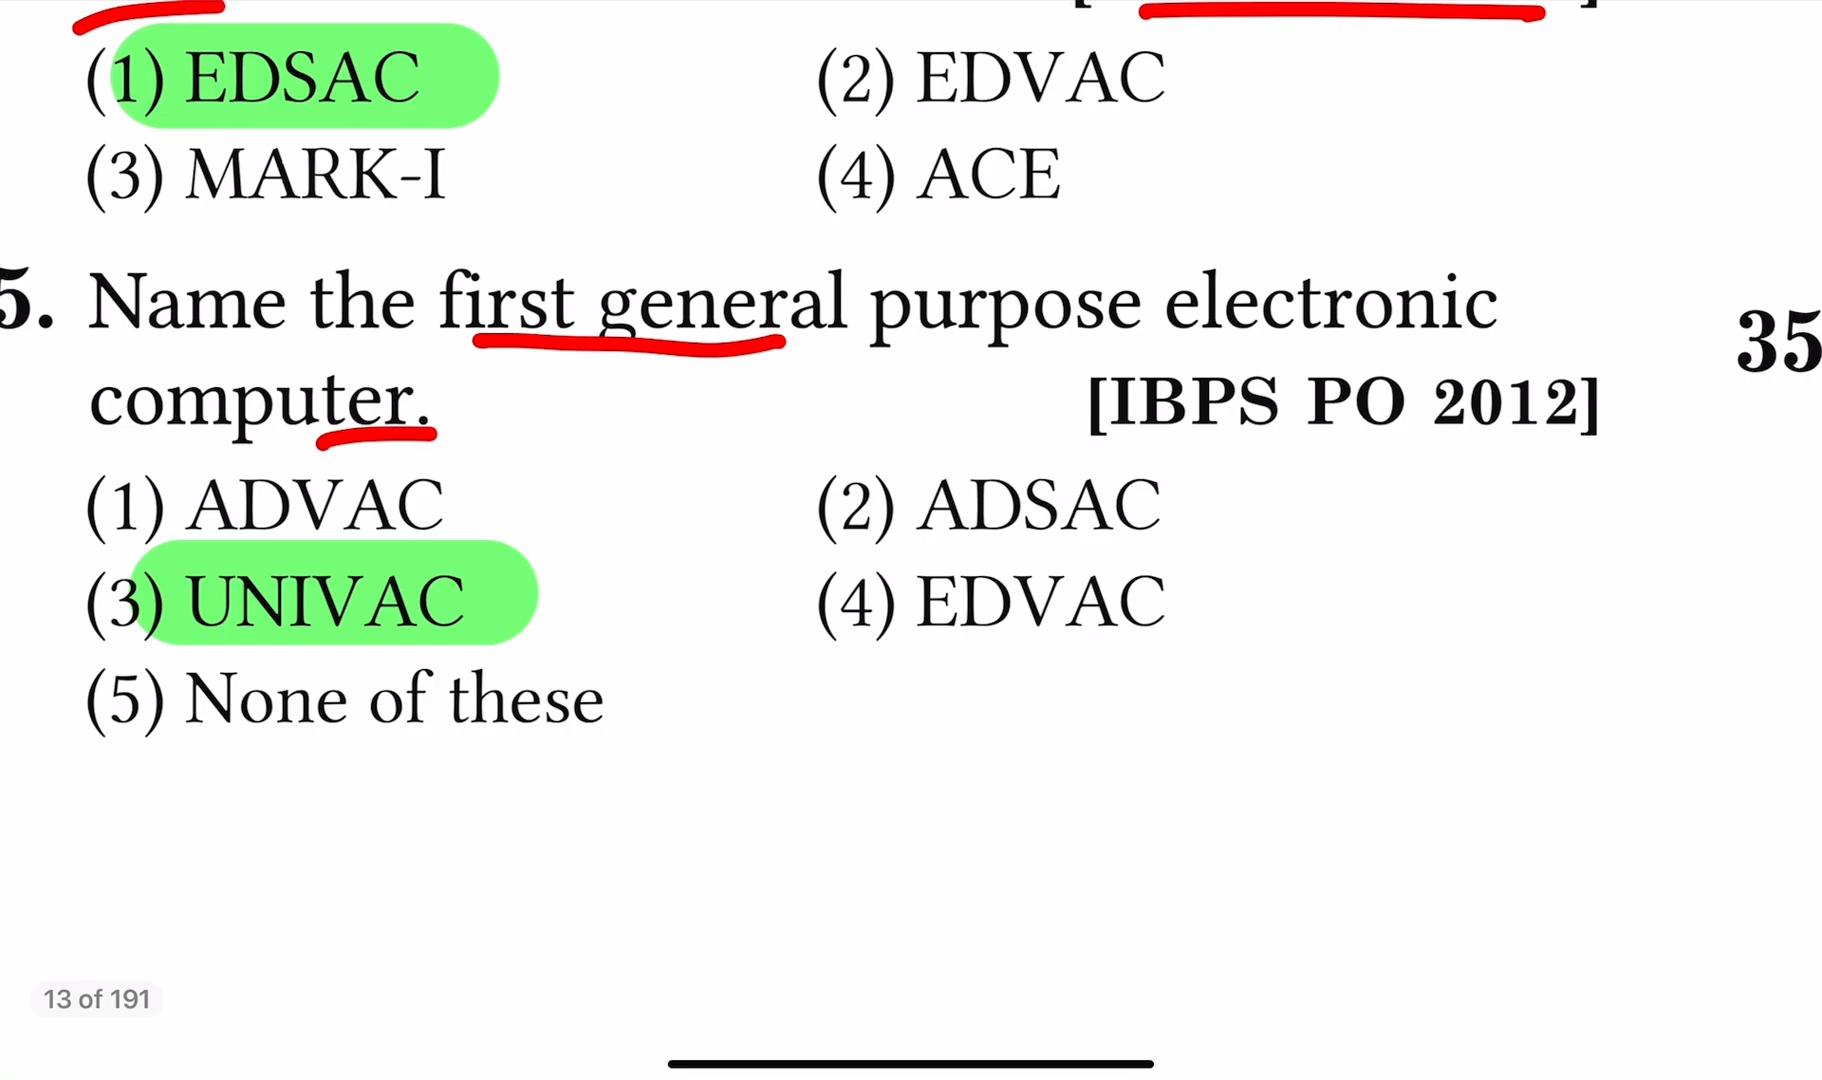 (1) EDSAC (2) EDVAC
(3) MARK-I (4) ACE
5. Name the first general purpose electronic
computer. [IBPS PO 2012]
(1) ADVAC (2) ADSAC
(3) UNIVAC (4) EDVAC
(5) None of these
35
13 of 191